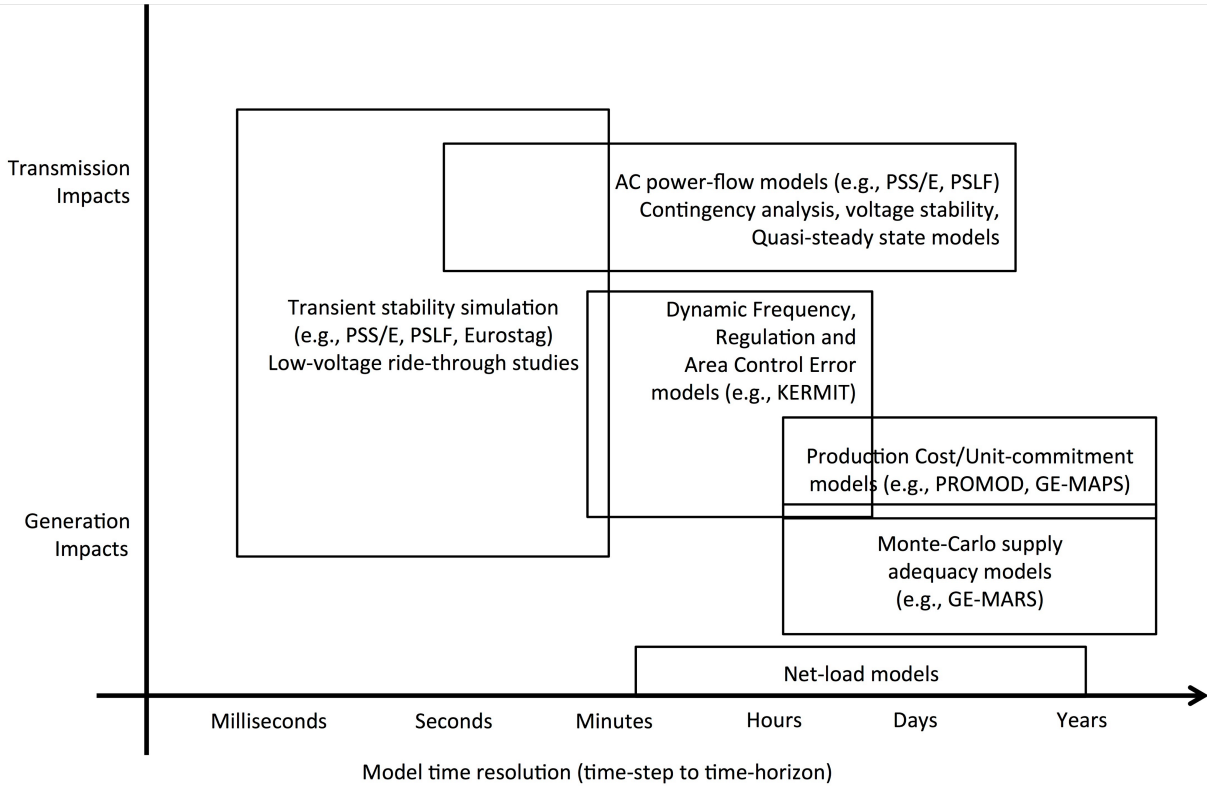 Transmission
Impacts
AC power-flow models (e.g., PSS/E, PSLF)
Contingency analysis, voltage stability,
Quasi-steady state models
Transient stability simulation
(e.g., PSS/E, PSLF, Eurostag)
Low-voltage ride-through studies
Dynamic Frequency,
Regulation and
Area Control Error
models (e.g., KERMIT)
Production Cost/Unit-commitment
models (e.g., PROMOD, GE-MAPS)
Generation
Impacts
Monte-Carlo supply
adequacy models
(e.g., GE-MARS)
Net-load models
Milliseconds Seconds Minutes Hours Days Years
Model time resolution (time-step to time-horizon)